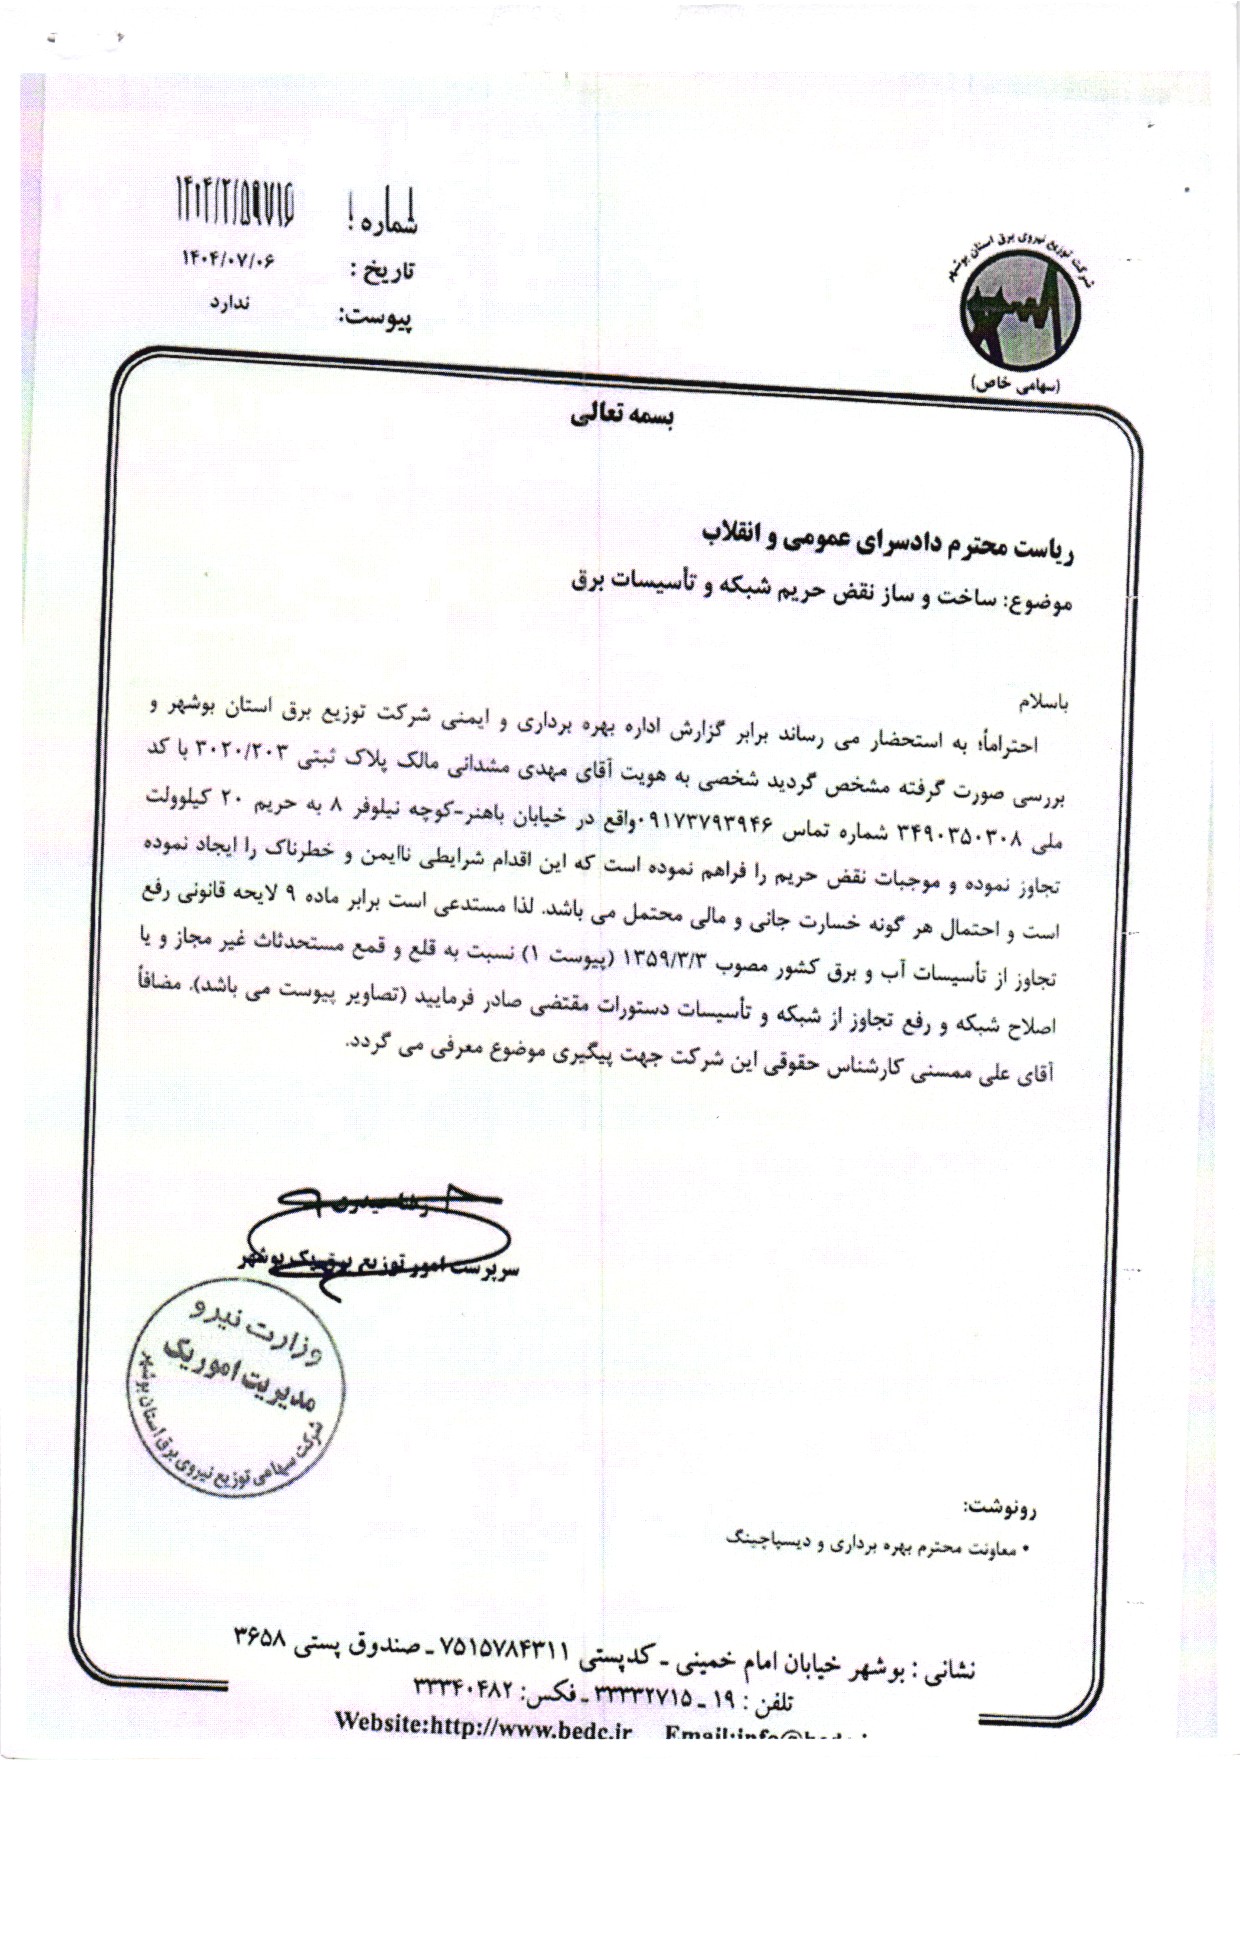 شماره :
۱۴۰۴/۲/۵۹۷۱۶
تاریخ :
۱۴۰۴/۰۷/۰۶
پیوست:
ندارد
شرکت توزیع نیروی برق استان بوشهر
(سهامی خاص)
بسمه تعالی
ریاست محترم دادسرای عمومی و انقلاب
موضوع: ساخت و ساز نقض حریم شبکه و تأسیسات برق
باسلام
احتراماً؛ به استحضار می رساند برابر گزارش اداره بهره برداری و ایمنی شرکت توزیع برق استان بوشهر و
بررسی صورت گرفته مشخص گردید شخصی به هویت آقای مهدی مشدانی مالک پلاک ثبتی ۳۰۲۰/۲۰۳ با کد
ملی ۳۴۹۰۳۵۰۳۰۸ شماره تماس ۰۹۱۷۳۷۹۳۹۴۶واقع در خیابان باهنر-کوچه نیلوفر ۸ به حریم ۲۰ کیلوولت
تجاوز نموده و موجبات نقض حریم را فراهم نموده است که این اقدام شرایطی ناایمن و خطرناک را ایجاد نموده
است و احتمال هر گونه خسارت جانی و مالی محتمل می باشد. لذا مستدعی است برابر ماده ۹ لایحه قانونی رفع
تجاوز از تأسیسات آب و برق کشور مصوب ۱۳۵۹/۳/۳ (پیوست ۱) نسبت به قلع و قمع مستحدثاث غیر مجاز و یا
اصلاح شبکه و رفع تجاوز از شبکه و تأسیسات دستورات مقتضی صادر فرمایید (تصاویر پیوست می باشد). مضافاً
آقای علی ممسنی کارشناس حقوقی این شرکت جهت پیگیری موضوع معرفی می گردد.
رضا حیدری
سرپرست امور توزیع برق یک بوشهر
وزارت نیرو
مدیریت امور یک
شرکت سهامی توزیع نیروی برق استان بوشهر
رونوشت:
• معاونت محترم بهره برداری و دیسپاچینگ
نشانی : بوشهر خیابان امام خمینی ـ کدپستی ۷۵۱۵۷۸۴۳۱۱ ـ صندوق پستی ۳۶۵۸
تلفن : ۱۹ ـ ۳۳۳۳۲۷۱۵ ـ فکس: ۳۳۳۴۰۴۸۲
Website:http://www.bedc.ir